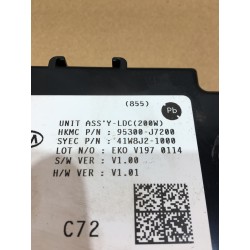 (855)
Pb
UNIT ASS'Y-LDC(200W)
HKMC P/N : 95300-J7200
SYEC P/N : 41W8J2-1000
LOT N/O : EKO V197 0114
S/W VER : V1.00
H/W VER : V1.01
C72